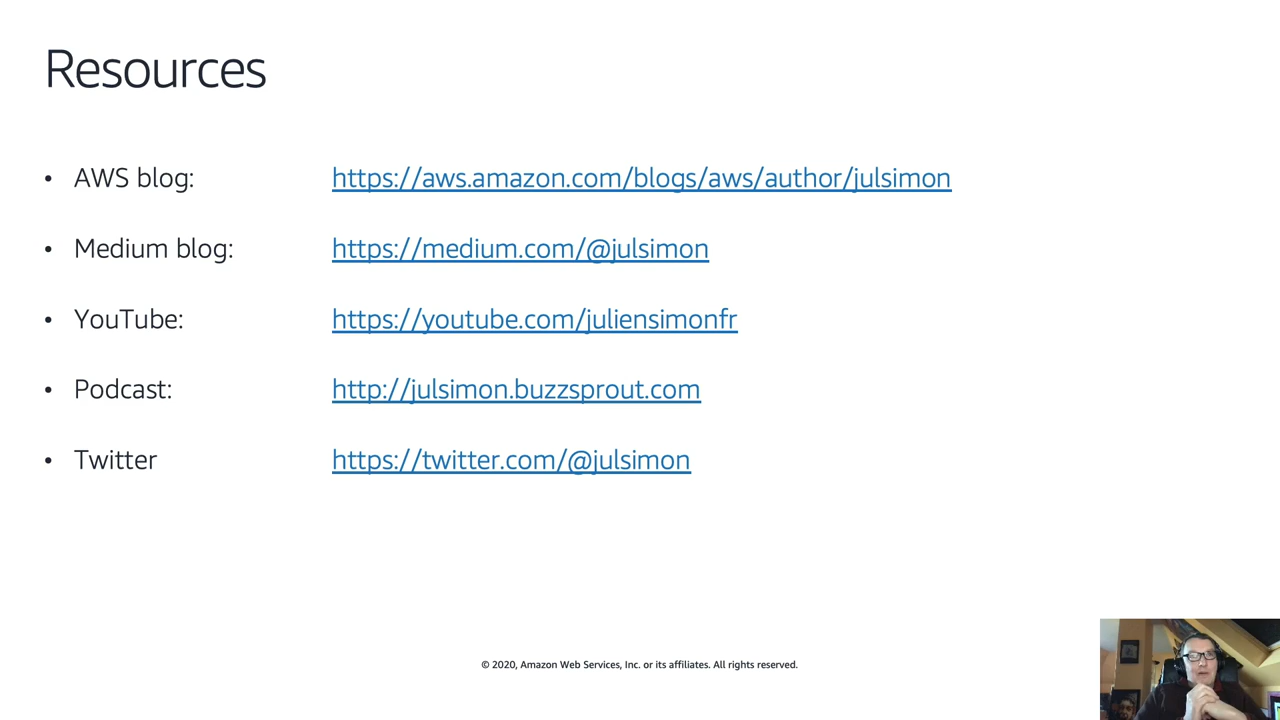 Resources
• AWS blog: https://aws.amazon.com/blogs/aws/author/julsimon
• Medium blog: https://medium.com/@julsimon
• YouTube: https://youtube.com/juliensimonfr
• Podcast: http://julsimon.buzzsprout.com
• Twitter https://twitter.com/@julsimon
© 2020, Amazon Web Services, Inc. or its affiliates. All rights reserved.